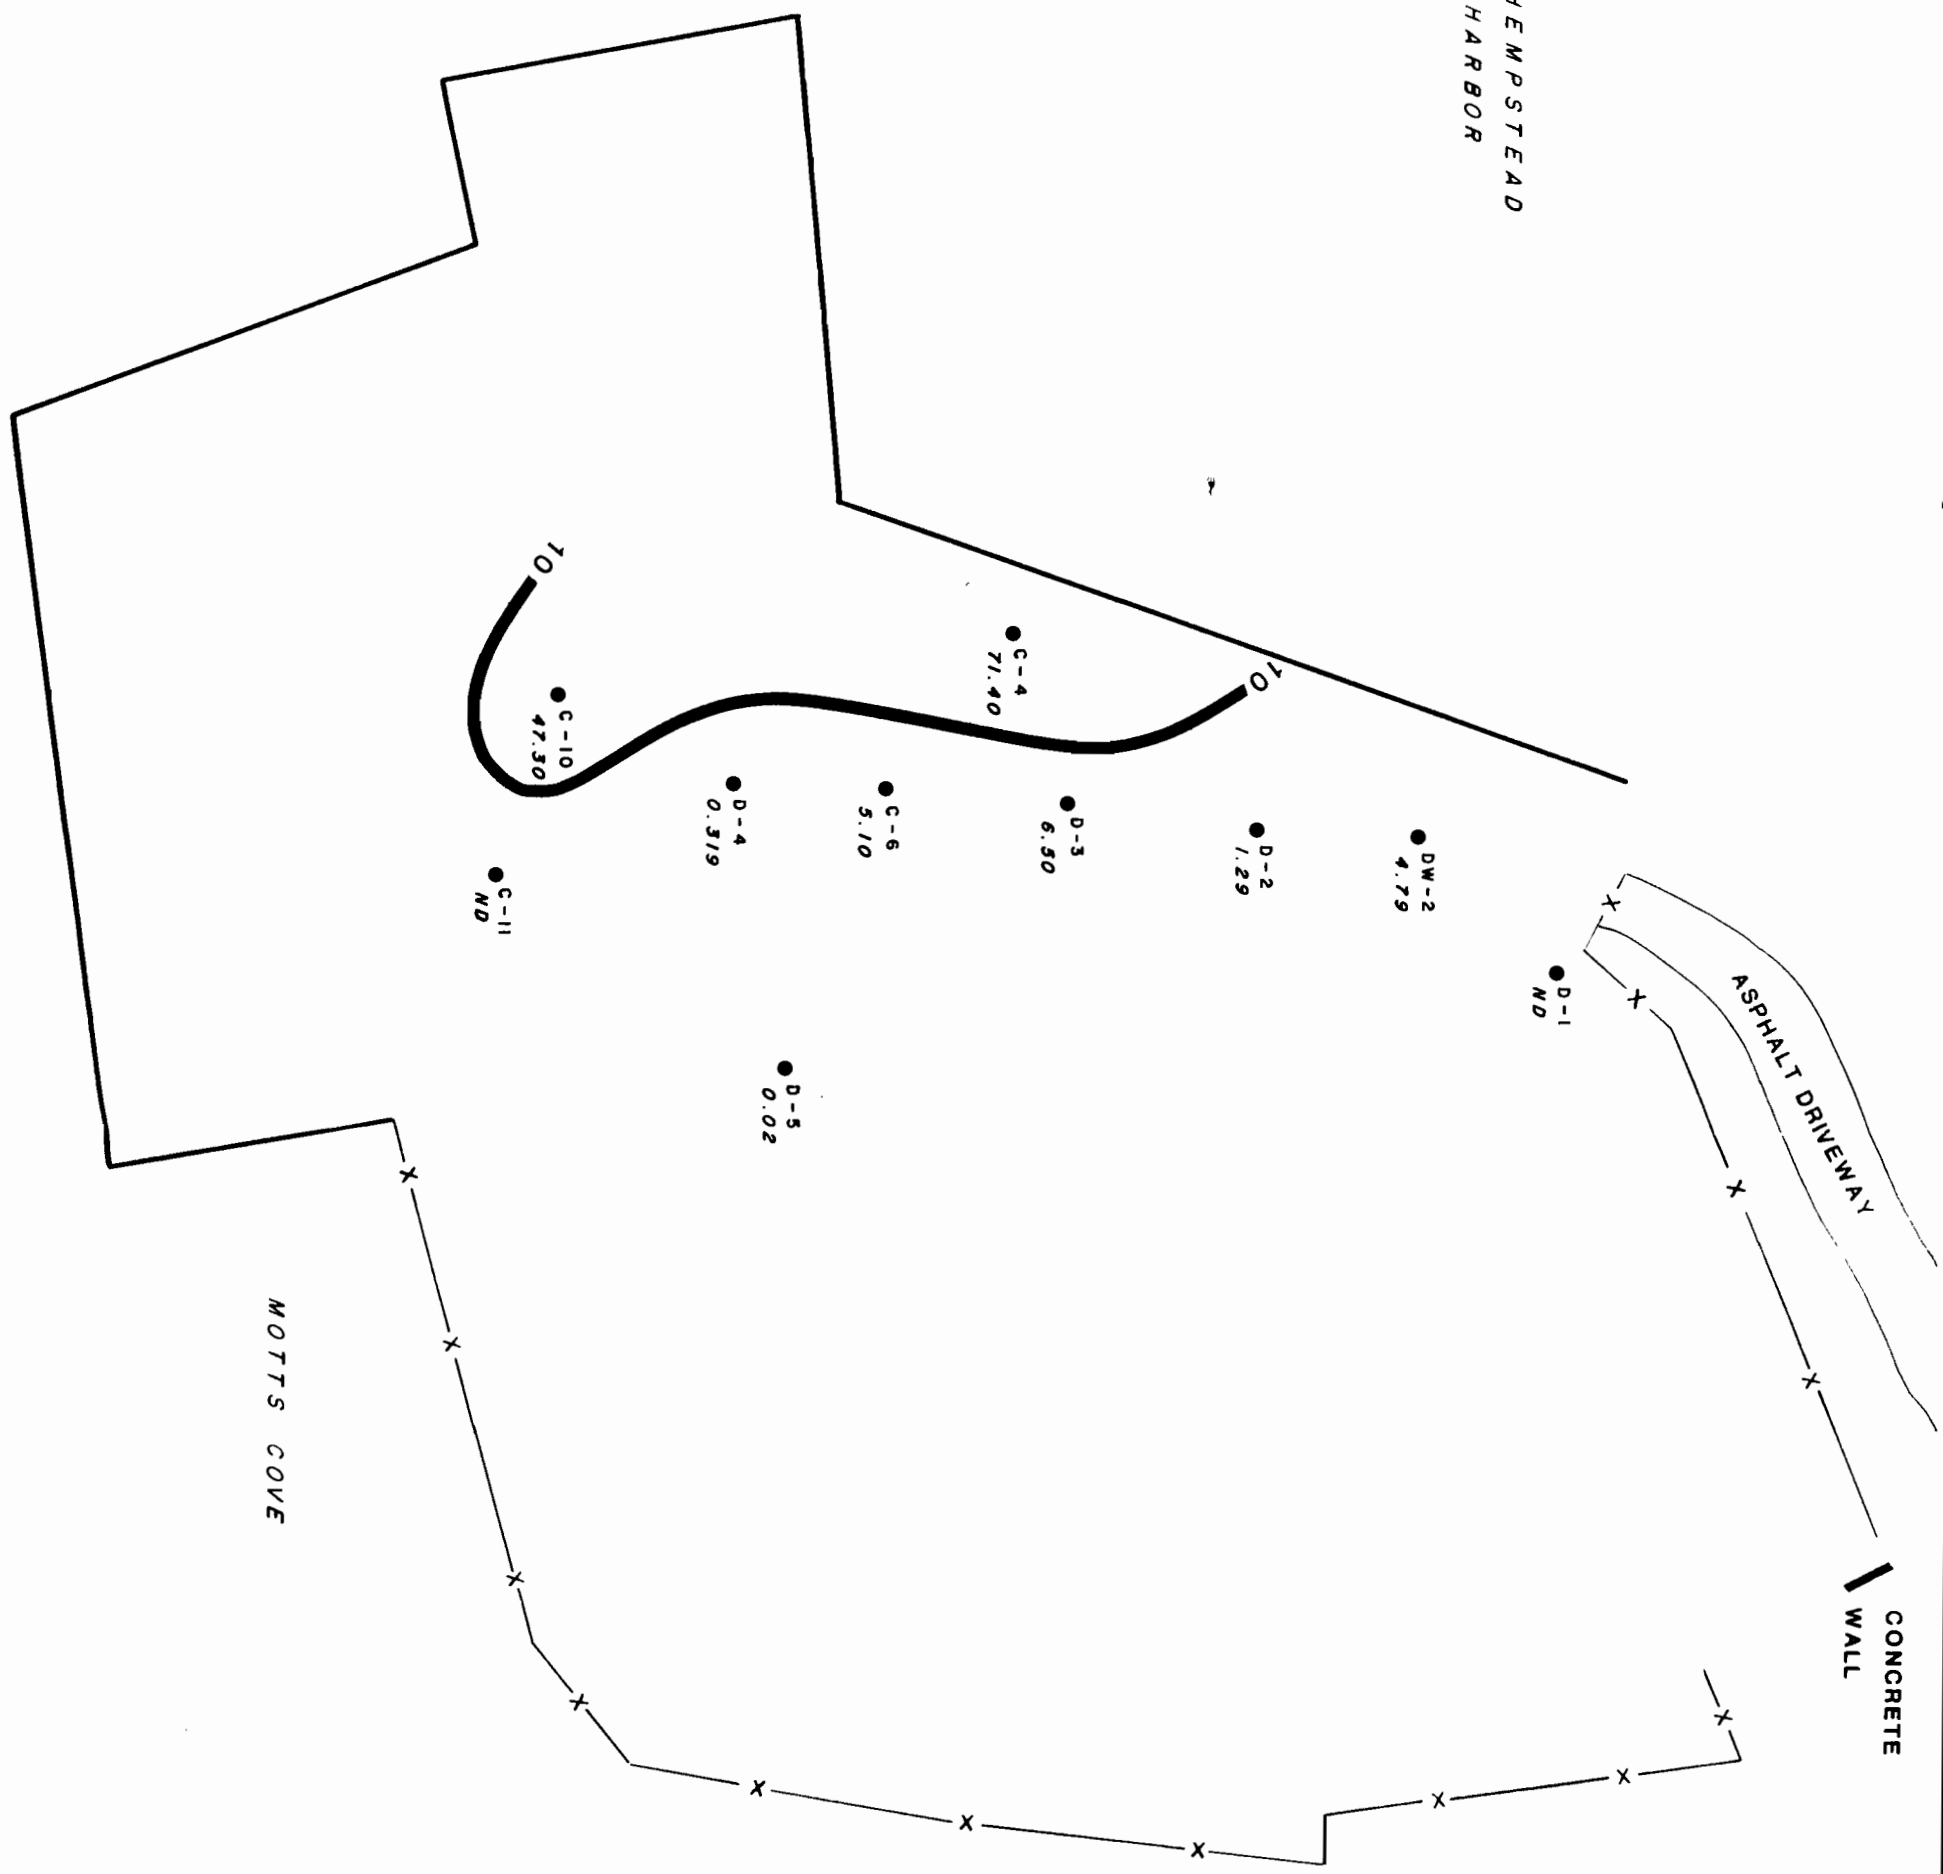 HEMPSTEAD
HARBOR
10
10
C-4
71.40
C-10
47.30
D-4
0.319
C-6
5.10
D-3
6.50
D-2
1.29
DW-2
4.79
C-11
ND
D-1
ND
D-5
0.02
ASPHALT DRIVEWAY
MOTTS COVE
CONCRETE
WALL